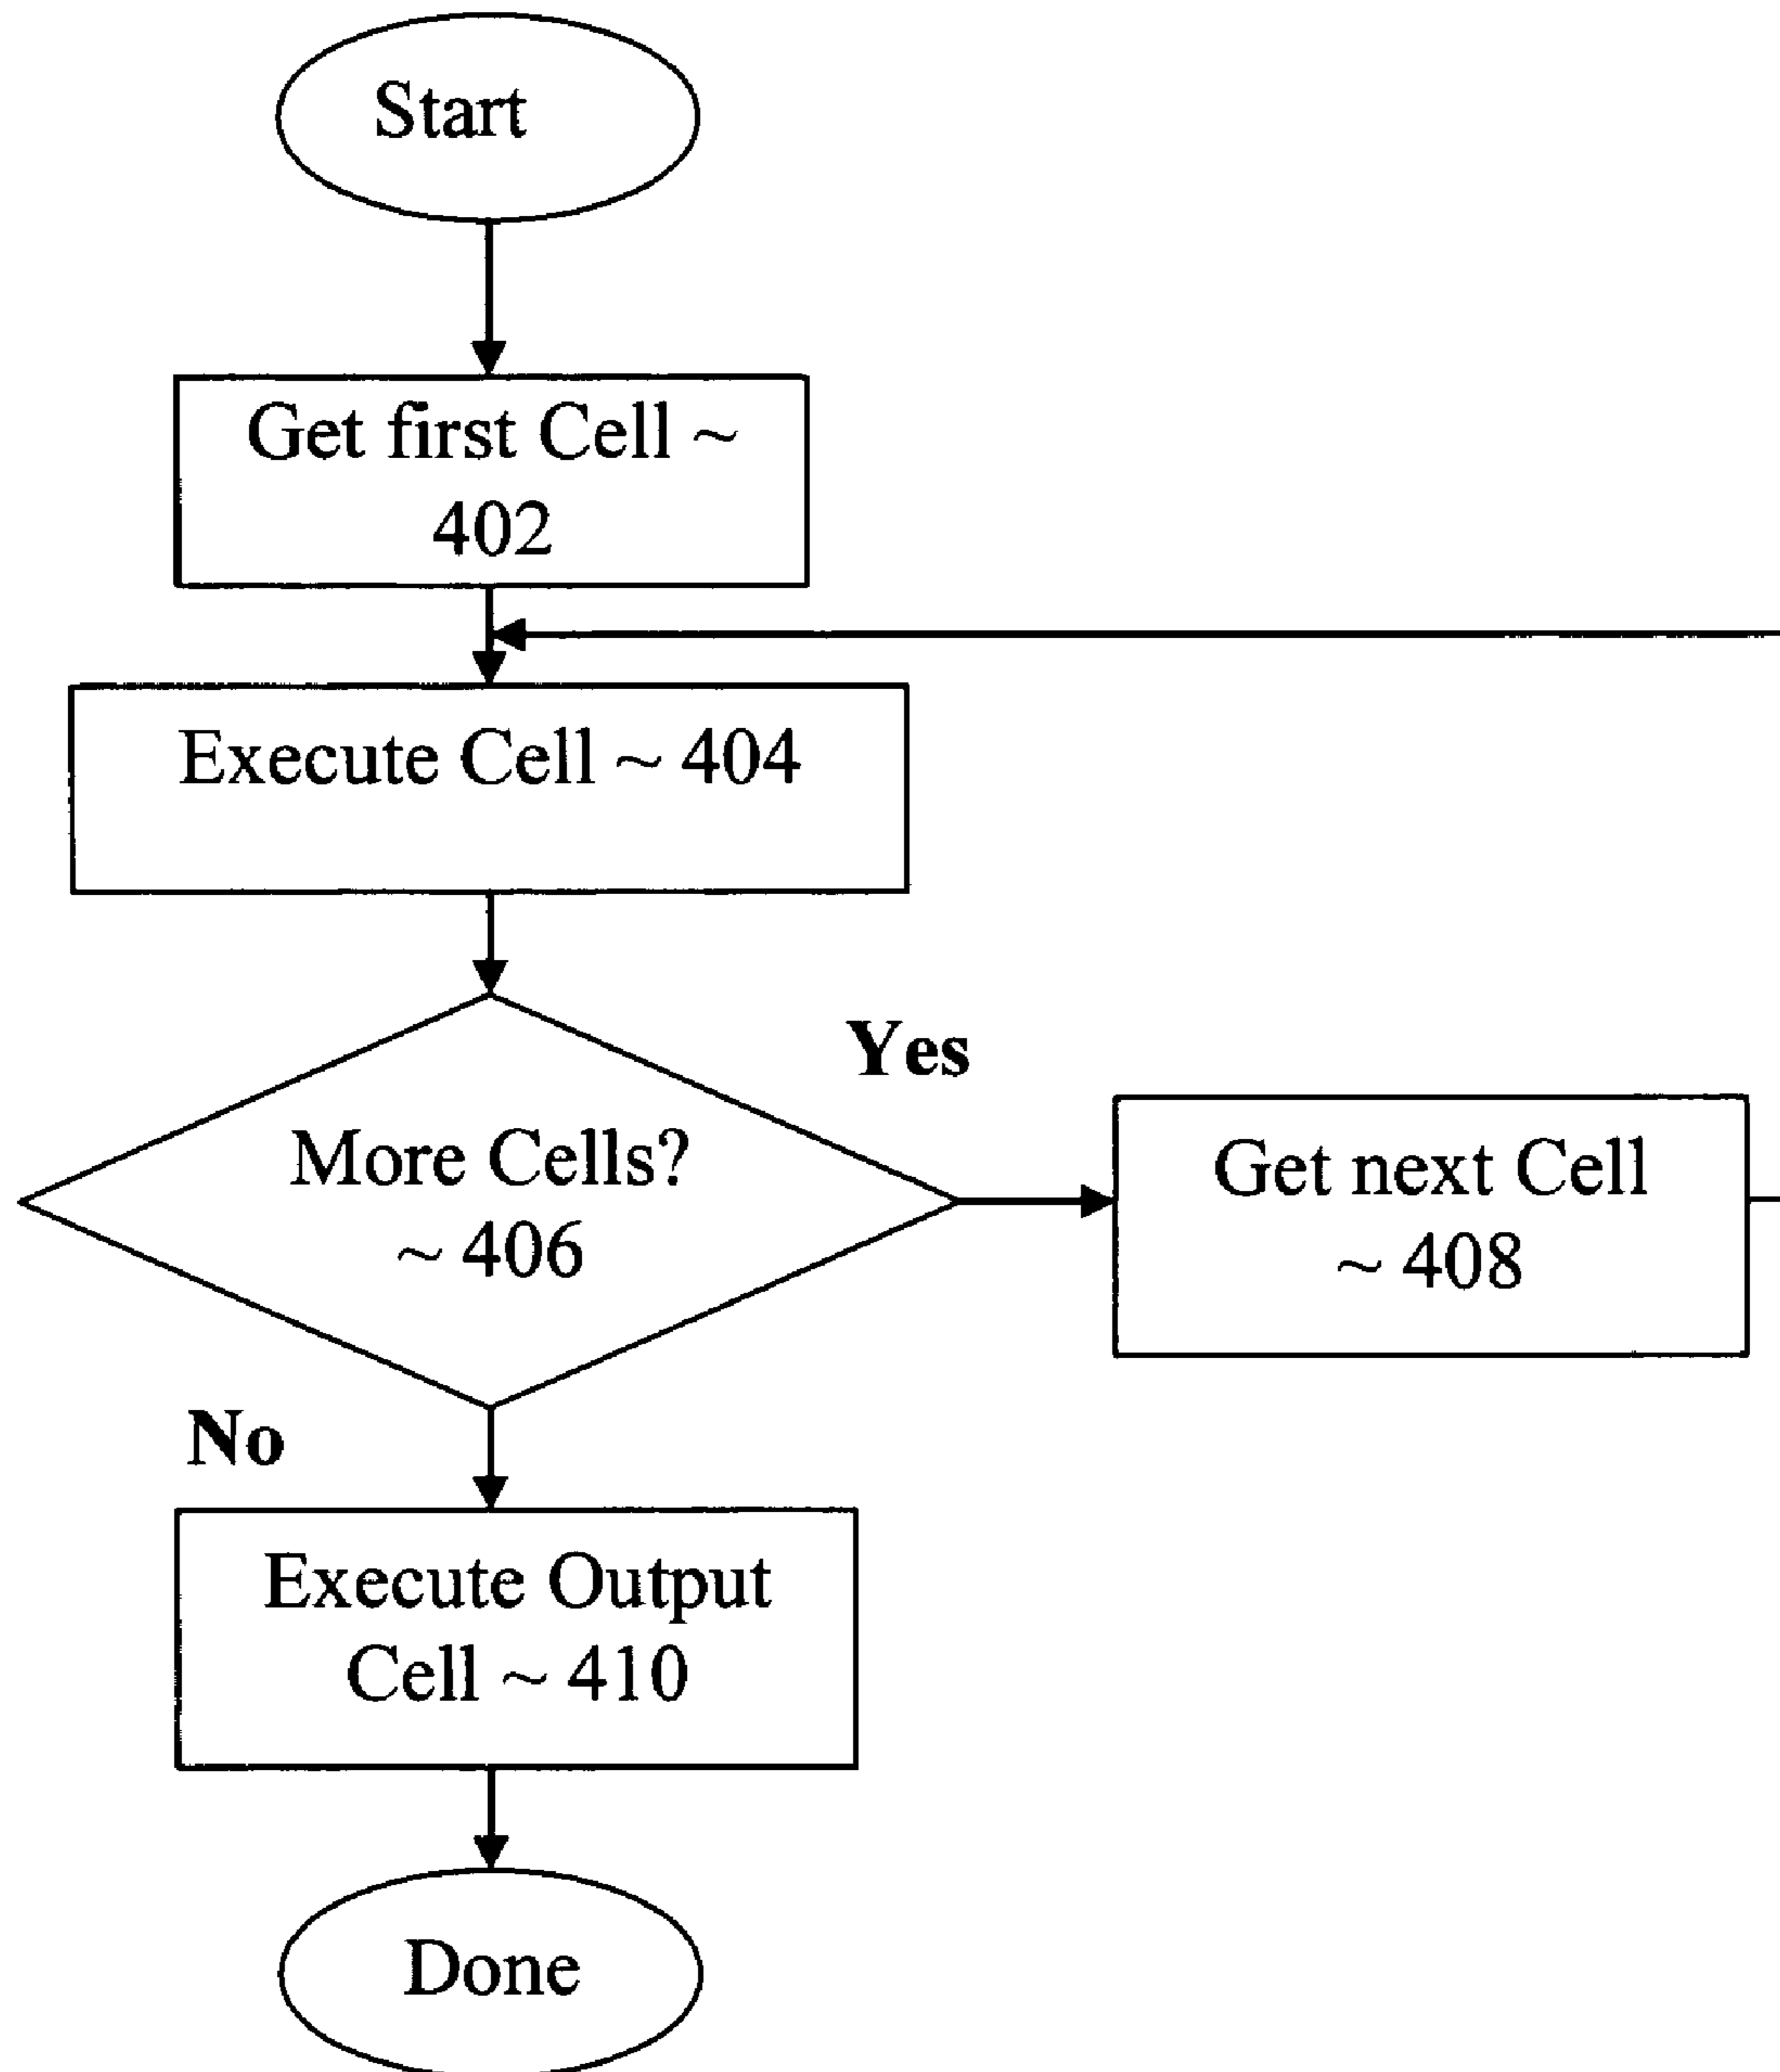 Start
Get first Cell ~
402
Execute Cell ~ 404
More Cells?
~ 406
Yes
Get next Cell
~ 408
No
Execute Output
Cell ~ 410
Done